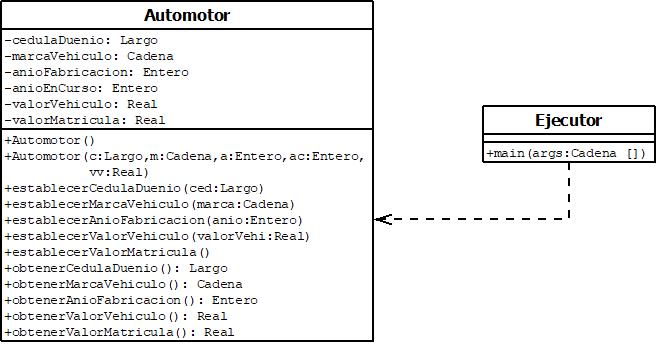 Automotor
-cedulaDuenio: Largo
-marcaVehiculo: Cadena
-anioFabricacion: Entero
-anioEnCurso: Entero
-valorVehiculo: Real
-valorMatricula: Real
+Automotor()
+Automotor(c:Largo,m:Cadena,a:Entero,ac:Entero,
vv:Real)
+establecerCedulaDuenio(ced:Largo)
+establecerMarcaVehiculo(marca:Cadena)
+establecerAnioFabricacion(anio:Entero)
+establecerValorVehiculo(valorVehi:Real)
+establecerValorMatricula()
+obtenerCedulaDuenio(): Largo
+obtenerMarcaVehiculo(): Cadena
+obtenerAnioFabricacion(): Entero
+obtenerValorVehiculo(): Real
+obtenerValorMatricula(): Real
Ejecutor
+main(args:Cadena [])